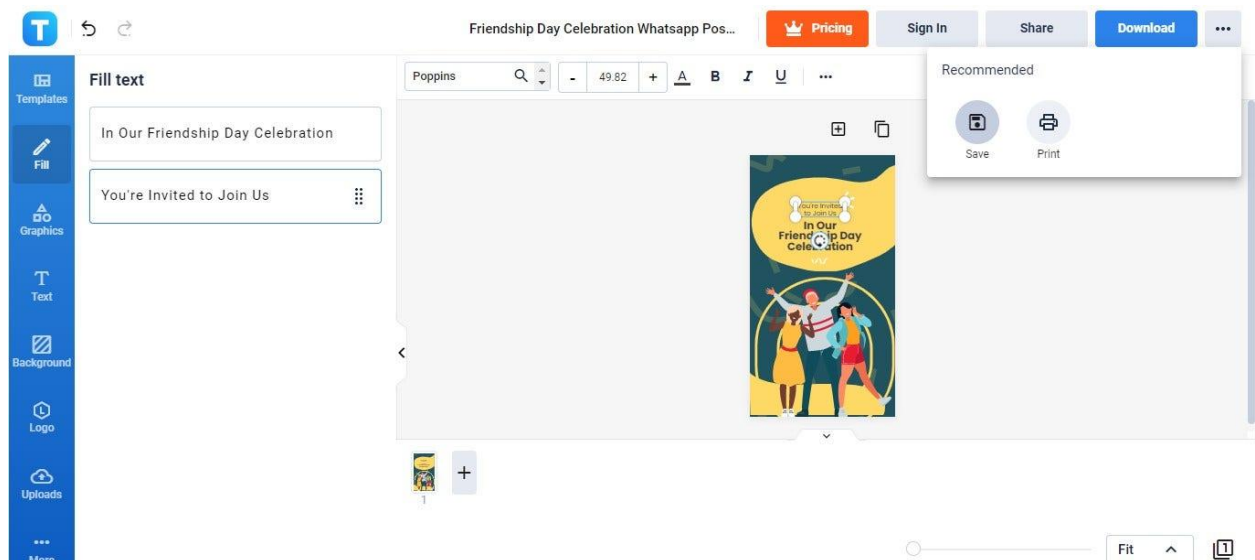 T
Friendship Day Celebration Whatsapp Pos...
Pricing
Sign In
Share
Download
Templates
Fill
Graphics
Text
Background
Logo
Uploads
More
Fill text
In Our Friendship Day Celebration
You're Invited to Join Us
Poppins
- 49.82 +
A B I U
Recommended
Save
Print
You're Invited
to Join Us
In Our
Friendship Day
Celebration
1
Fit
1